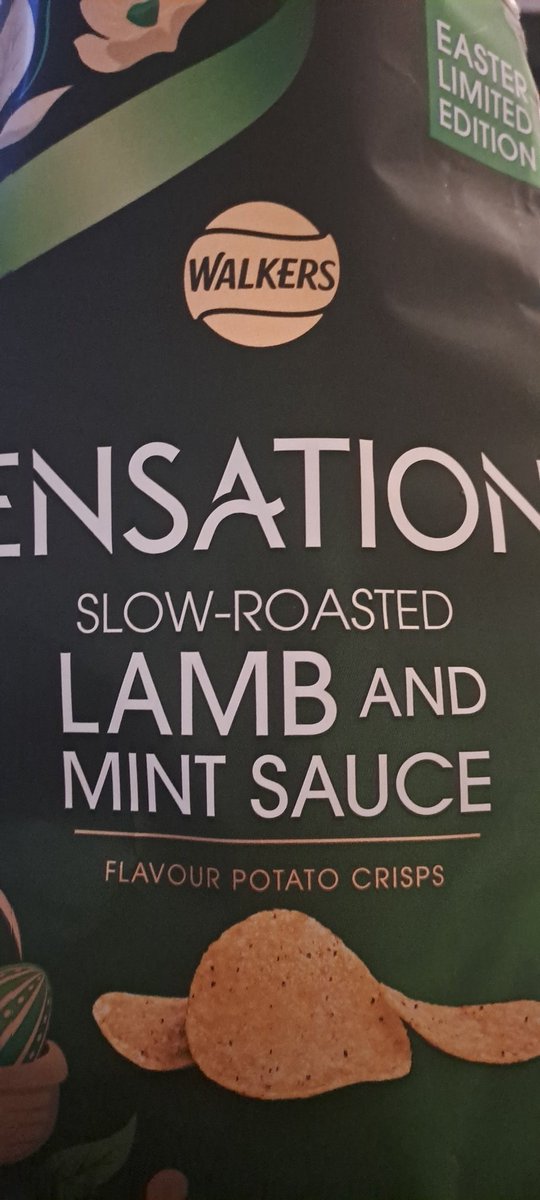 EASTER
LIMITED
EDITION
WALKERS
ENSATION
SLOW-ROASTED
LAMB AND
MINT SAUCE
FLAVOUR POTATO CRISPS